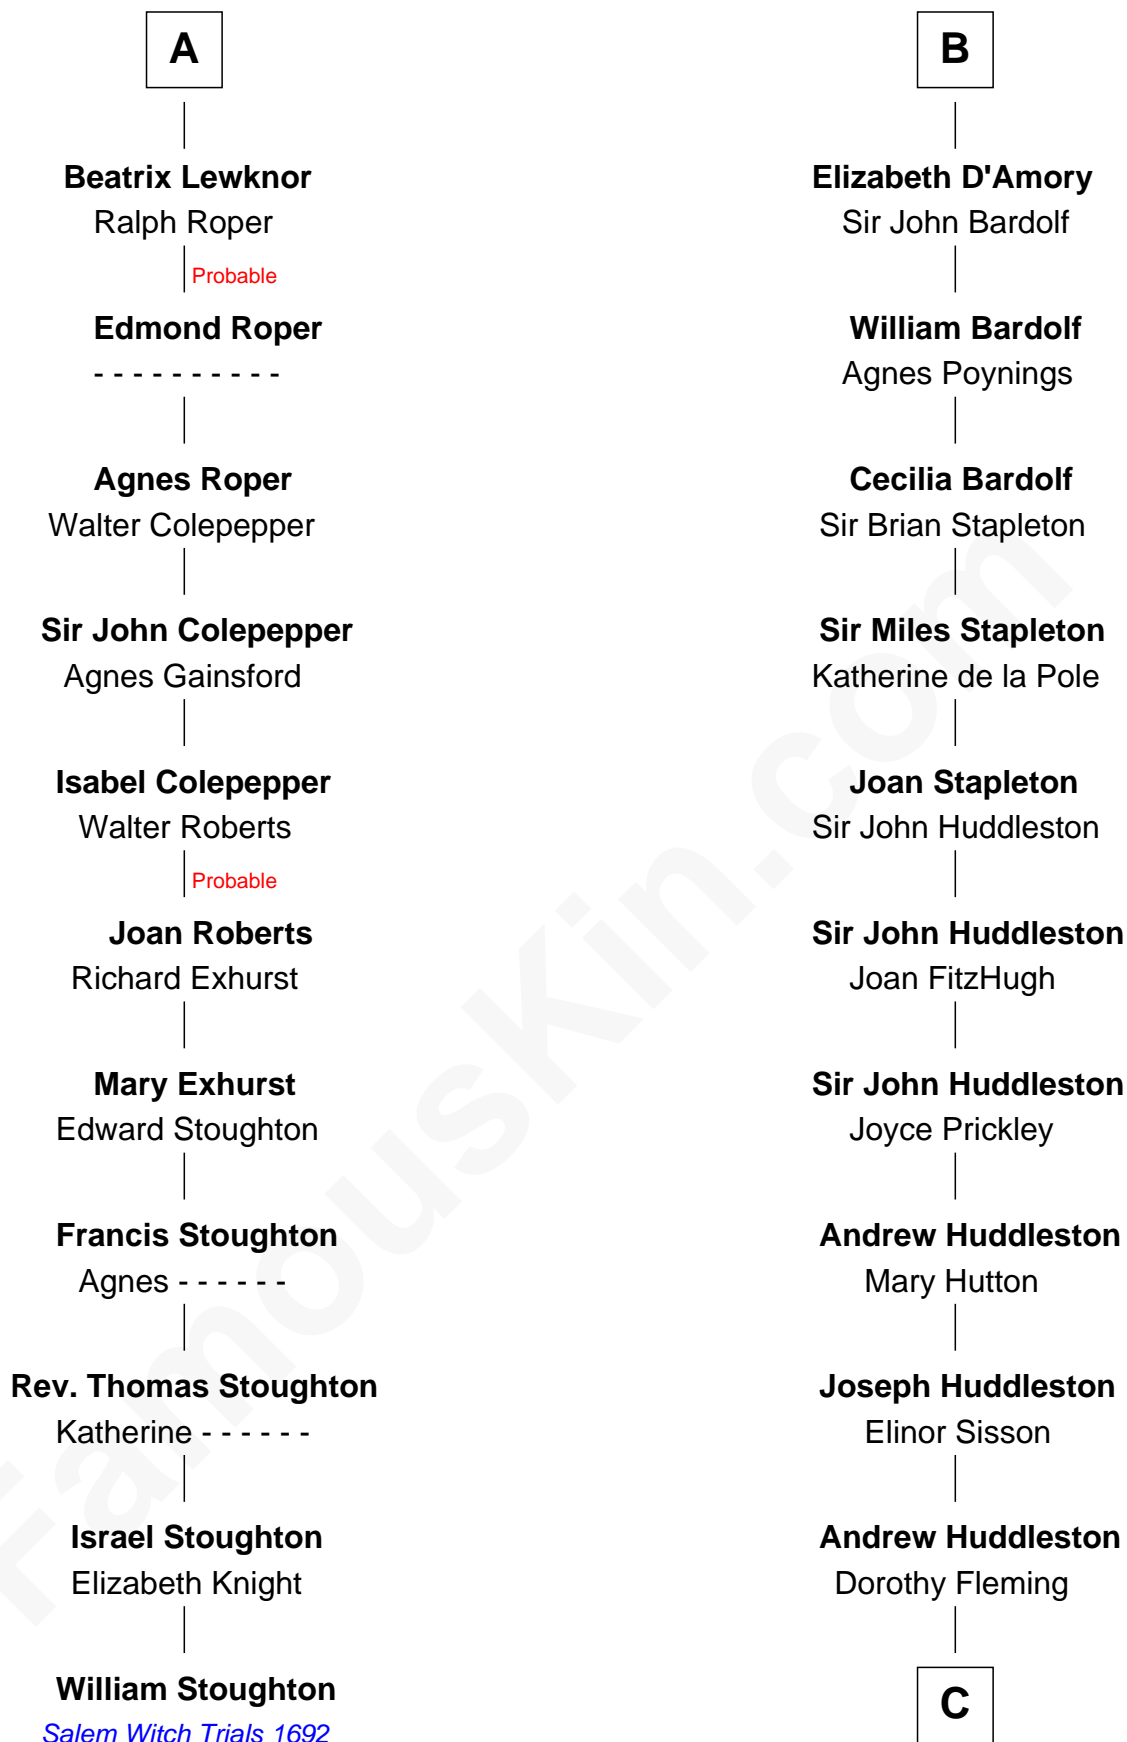 A
Beatrix Lewknor
Ralph Roper
Probable
Edmond Roper
- - - - - - - - - -
Agnes Roper
Walter Colepepper
Sir John Colepepper
Agnes Gainsford
Isabel Colepepper
Walter Roberts
Probable
Joan Roberts
Richard Exhurst
Mary Exhurst
Edward Stoughton
Francis Stoughton
Agnes - - - - - -
Rev. Thomas Stoughton
Katherine - - - - - -
Israel Stoughton
Elizabeth Knight
William Stoughton
Salem Witch Trials 1692
B
Elizabeth D'Amory
Sir John Bardolf
William Bardolf
Agnes Poynings
Cecilia Bardolf
Sir Brian Stapleton
Sir Miles Stapleton
Katherine de la Pole
Joan Stapleton
Sir John Huddleston
Sir John Huddleston
Joan FitzHugh
Sir John Huddleston
Joyce Prickley
Andrew Huddleston
Mary Hutton
Joseph Huddleston
Elinor Sisson
Andrew Huddleston
Dorothy Fleming
C
FamousKin.com